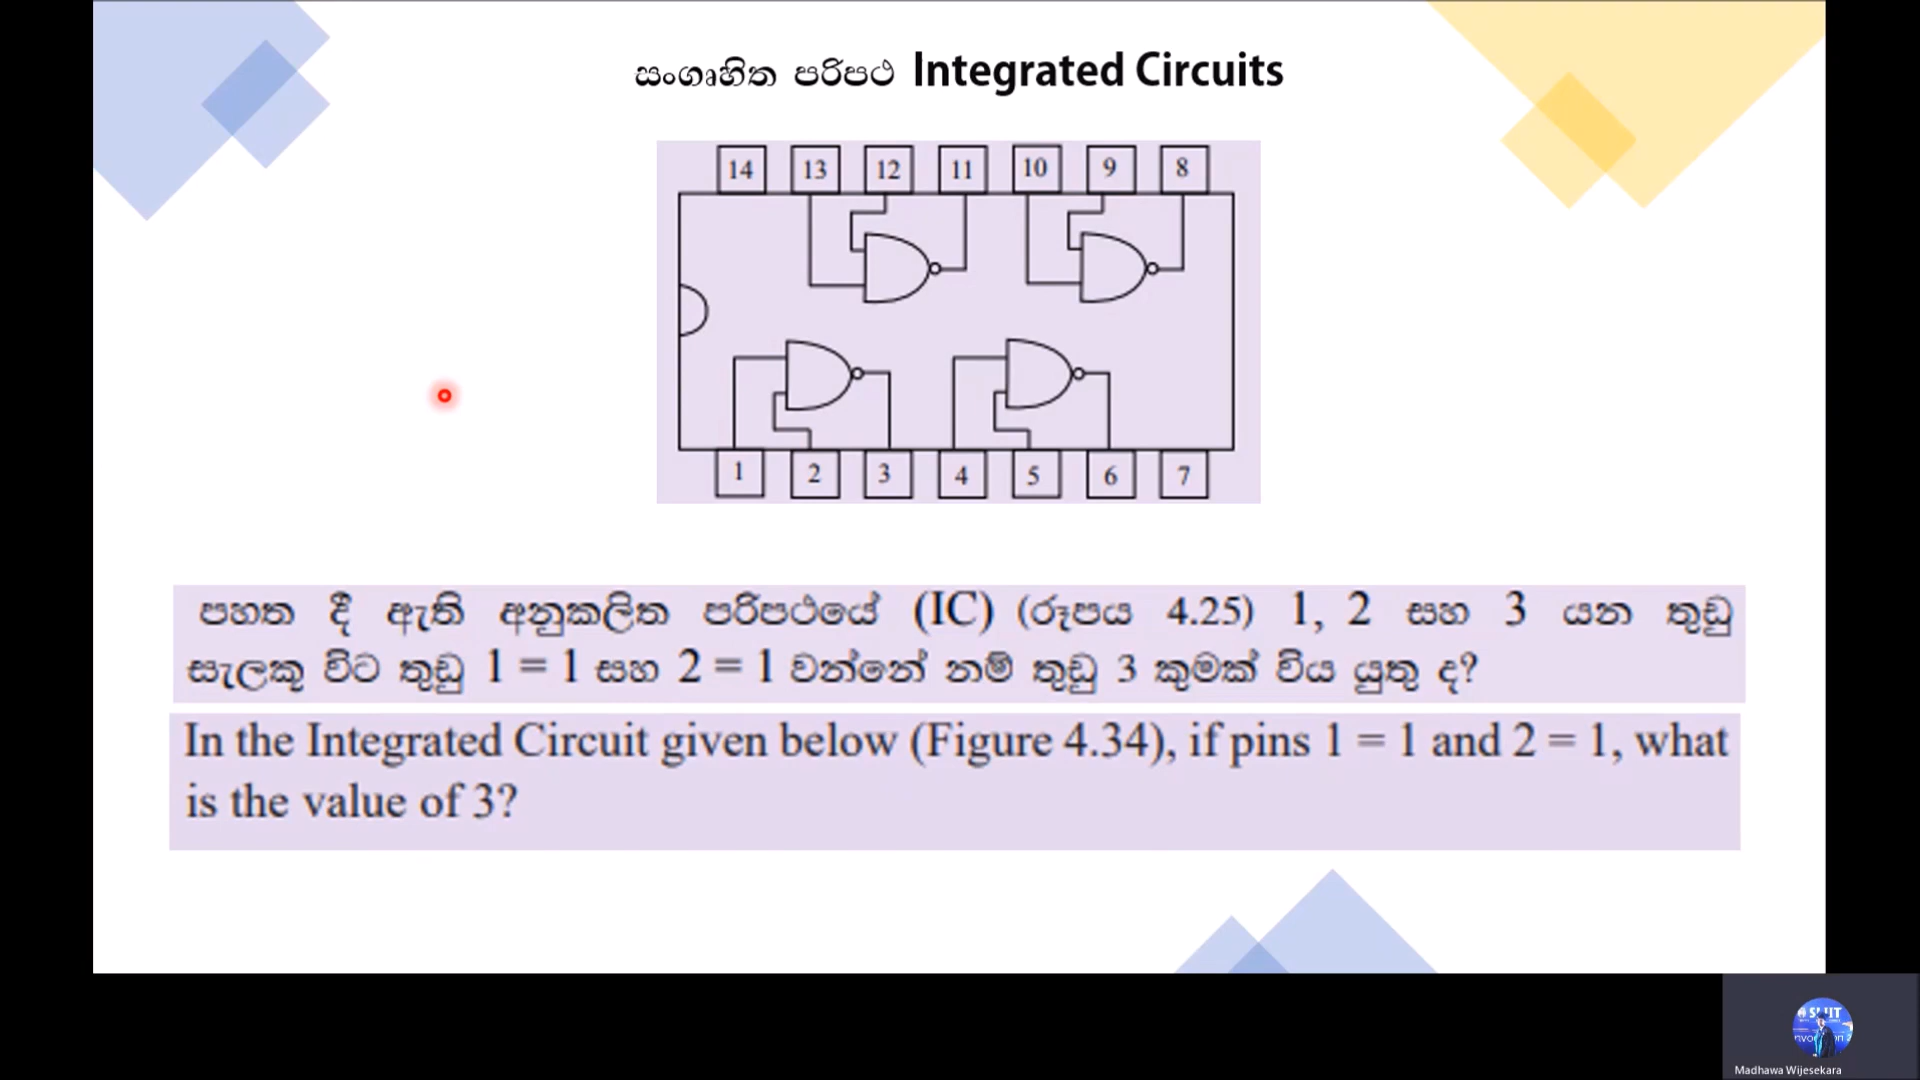 සංගෘහිත පරිපථ Integrated Circuits
14 13 12 11 10 9 8
1 2 3 4 5 6 7
පහත දී ඇති අනුකලිත පරිපථයේ (IC) (රූපය 4.25) 1, 2 සහ 3 යන තුඩු
සැලකූ විට තුඩු 1 = 1 සහ 2 = 1 වන්නේ නම් තුඩු 3 කුමක් විය යුතු ද?
In the Integrated Circuit given below (Figure 4.34), if pins 1 = 1 and 2 = 1, what
is the value of 3?
Madhawa Wijesekara